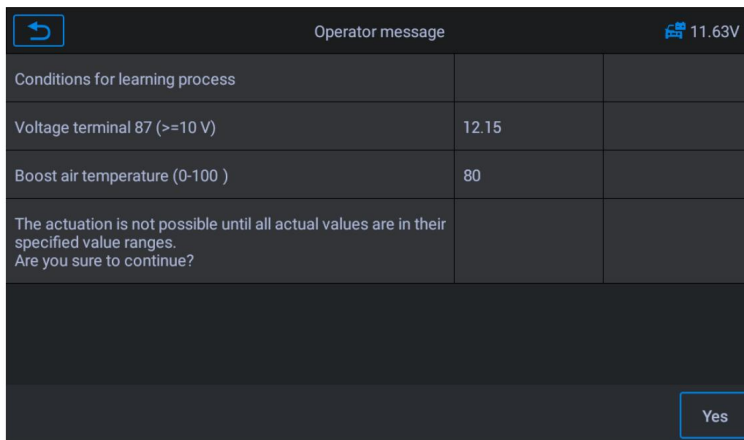 Operator message
11.63V
Conditions for learning process
Voltage terminal 87 (>=10 V) 12.15
Boost air temperature (0-100 ) 80
The actuation is not possible until all actual values are in their
specified value ranges.
Are you sure to continue?
Yes